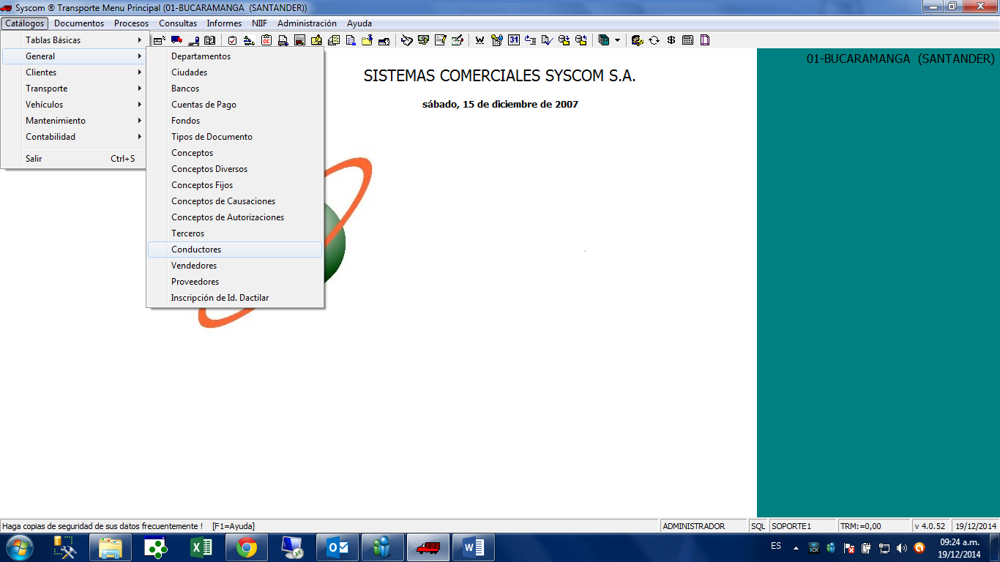 Syscom ® Transporte Menu Principal (01-BUCARAMANGA (SANTANDER))
Catálogos Documentos Procesos Consultas Informes NIIF Administración Ayuda
Tablas Básicas
General
Clientes
Transporte
Vehículos
Mantenimiento
Contabilidad
Salir Ctrl+S
Departamentos
Ciudades
Bancos
Cuentas de Pago
Fondos
Tipos de Documento
Conceptos
Conceptos Diversos
Conceptos Fijos
Conceptos de Causaciones
Conceptos de Autorizaciones
Terceros
Conductores
Vendedores
Proveedores
Inscripción de Id. Dactilar
W
31
$
SISTEMAS COMERCIALES SYSCOM S.A.
sábado, 15 de diciembre de 2007
01-BUCARAMANGA (SANTANDER)
Haga copias de seguridad de sus datos frecuentemente ! [F1=Ayuda]
ADMINISTRADOR SQL SOPORTE1 TRM:=0,00 v 4.0.52 19/12/2014
ES
09:24 a.m.
19/12/2014